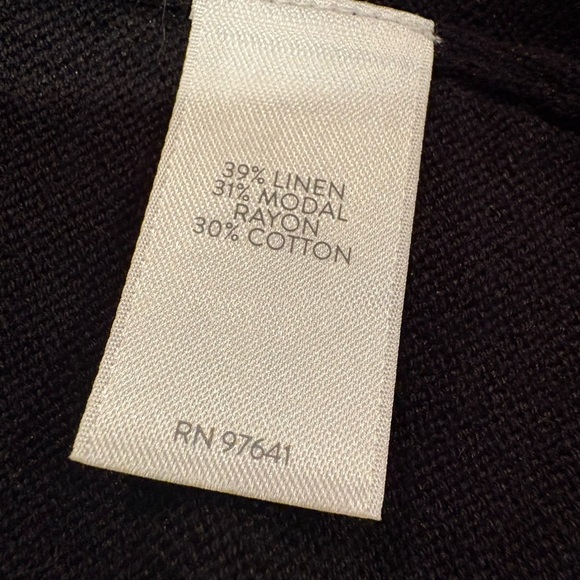 39% LINEN
31% MODAL
RAYON
30% COTTON
RN 97641